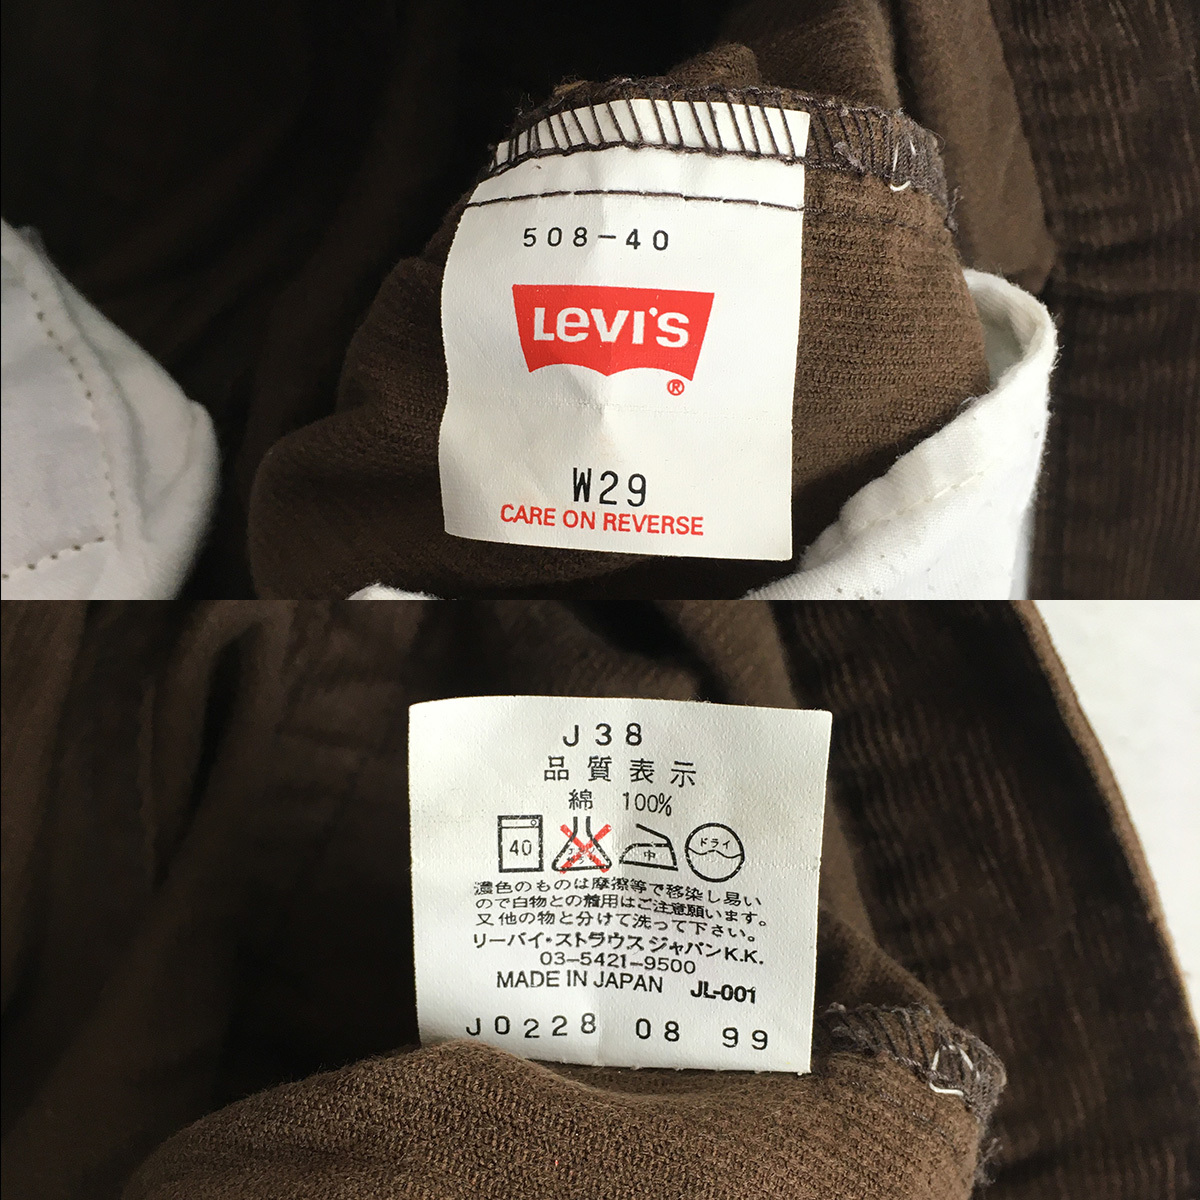 508-40
Levi's
®
W29
CARE ON REVERSE
J38
品質表示
綿 100%
40
中
ドライ
濃色のものは摩擦等で移染し易い
ので白物との着用はご注意願います。
又他の物と分けて洗って下さい。
リーバイ・ストラウス ジャパン K.K.
03-5421-9500
MADE IN JAPAN JL-001
J0228 08 99